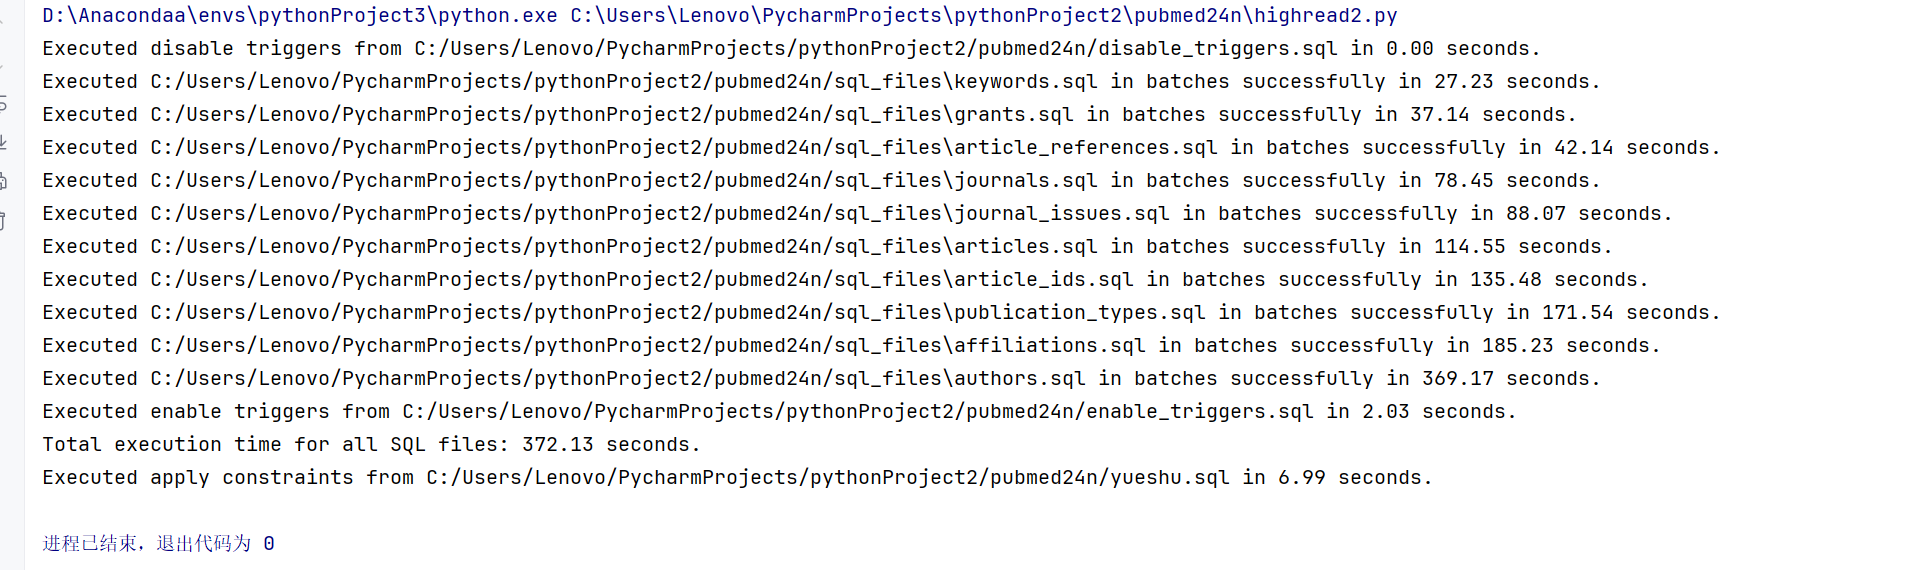 D:\Anacondaa\envs\pythonProject3\python.exe C:\Users\Lenovo\PycharmProjects\pythonProject2\pubmed24n\highread2.py
Executed disable triggers from C:/Users/Lenovo/PycharmProjects/pythonProject2/pubmed24n/disable_triggers.sql in 0.00 seconds.
Executed C:/Users/Lenovo/PycharmProjects/pythonProject2/pubmed24n/sql_files\keywords.sql in batches successfully in 27.23 seconds.
Executed C:/Users/Lenovo/PycharmProjects/pythonProject2/pubmed24n/sql_files\grants.sql in batches successfully in 37.14 seconds.
Executed C:/Users/Lenovo/PycharmProjects/pythonProject2/pubmed24n/sql_files\article_references.sql in batches successfully in 42.14 seconds.
Executed C:/Users/Lenovo/PycharmProjects/pythonProject2/pubmed24n/sql_files\journals.sql in batches successfully in 78.45 seconds.
Executed C:/Users/Lenovo/PycharmProjects/pythonProject2/pubmed24n/sql_files\journal_issues.sql in batches successfully in 88.07 seconds.
Executed C:/Users/Lenovo/PycharmProjects/pythonProject2/pubmed24n/sql_files\articles.sql in batches successfully in 114.55 seconds.
Executed C:/Users/Lenovo/PycharmProjects/pythonProject2/pubmed24n/sql_files\article_ids.sql in batches successfully in 135.48 seconds.
Executed C:/Users/Lenovo/PycharmProjects/pythonProject2/pubmed24n/sql_files\publication_types.sql in batches successfully in 171.54 seconds.
Executed C:/Users/Lenovo/PycharmProjects/pythonProject2/pubmed24n/sql_files\affiliations.sql in batches successfully in 185.23 seconds.
Executed C:/Users/Lenovo/PycharmProjects/pythonProject2/pubmed24n/sql_files\authors.sql in batches successfully in 369.17 seconds.
Executed enable triggers from C:/Users/Lenovo/PycharmProjects/pythonProject2/pubmed24n/enable_triggers.sql in 2.03 seconds.
Total execution time for all SQL files: 372.13 seconds.
Executed apply constraints from C:/Users/Lenovo/PycharmProjects/pythonProject2/pubmed24n/yueshu.sql in 6.99 seconds.
进程已结束，退出代码为 0